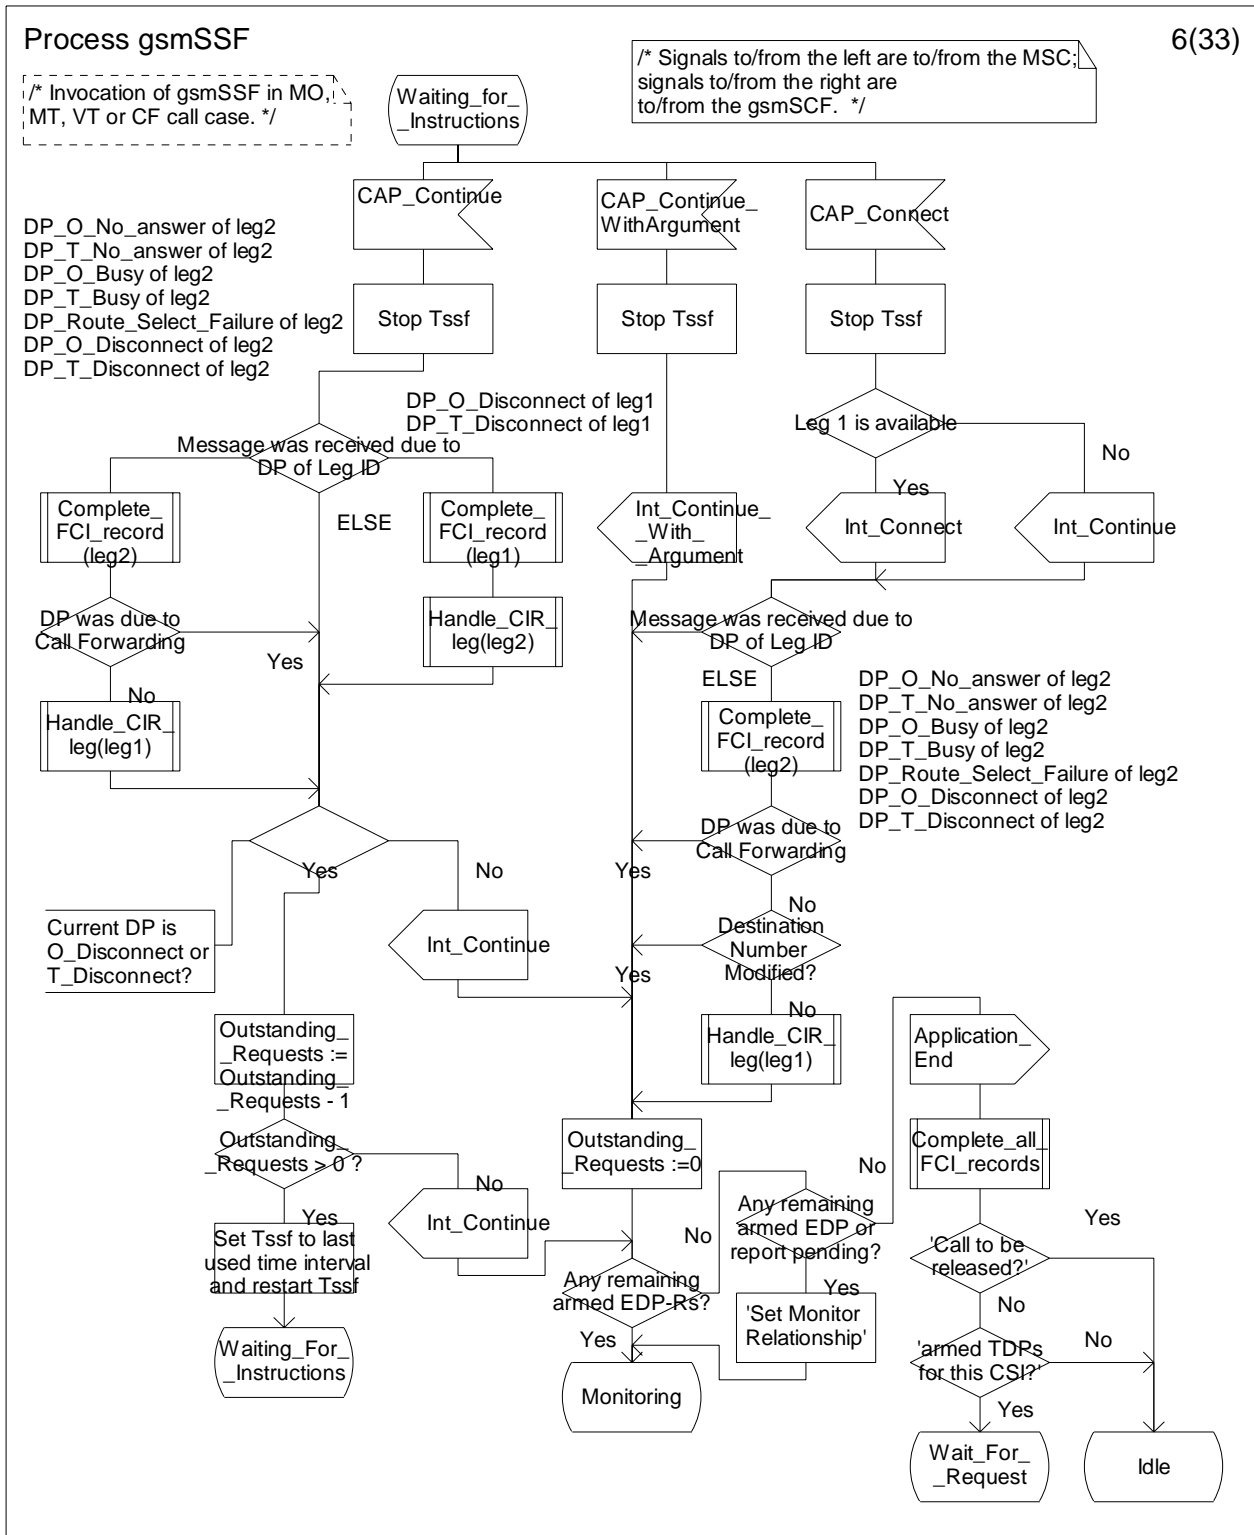 Process gsmSSF
6(33)
/* Invocation of gsmSSF in MO,
MT, VT or CF call case. */
/* Signals to/from the left are to/from the MSC;
signals to/from the right are
to/from the gsmSCF. */
Waiting_for_
_Instructions
CAP_Continue
CAP_Continue_
WithArgument
CAP_Connect
DP_O_No_answer of leg2
DP_T_No_answer of leg2
DP_O_Busy of leg2
DP_T_Busy of leg2
DP_Route_Select_Failure of leg2
DP_O_Disconnect of leg2
DP_T_Disconnect of leg2
Stop Tssf
Stop Tssf
Stop Tssf
DP_O_Disconnect of leg1
DP_T_Disconnect of leg1
Leg 1 is available
Message was received due to
DP of Leg ID
No
Yes
Complete_
FCI_record
(leg2)
ELSE
Complete_
FCI_record
(leg1)
Int_Continue_
_With_
_Argument
Int_Connect
Int_Continue
DP was due to
Call Forwarding
Yes
No
Handle_CIR_
leg(leg2)
Handle_CIR_
leg(leg1)
Message was received due to
DP of Leg ID
ELSE
Complete_
FCI_record
(leg2)
DP_O_No_answer of leg2
DP_T_No_answer of leg2
DP_O_Busy of leg2
DP_T_Busy of leg2
DP_Route_Select_Failure of leg2
DP_O_Disconnect of leg2
DP_T_Disconnect of leg2
DP was due to
Call Forwarding
Yes
No
Yes
No
Current DP is
O_Disconnect or
T_Disconnect?
Int_Continue
Destination
Number
Modified?
Yes
No
Handle_CIR_
leg(leg1)
Outstanding_
_Requests :=
Outstanding_
_Requests - 1
Application_
End
Outstanding_
_Requests > 0 ?
No
Yes
Outstanding_
_Requests :=0
Complete_all_
FCI_records
No
Int_Continue
No
Any remaining
armed EDP or
report pending?
Yes
Set Tssf to last
used time interval
and restart Tssf
Any remaining
armed EDP-Rs?
Yes
'Set Monitor
Relationship'
'Call to be
released?'
Yes
No
Waiting_For_
_Instructions
Monitoring
'armed TDPs
for this CSI?'
No
Yes
Wait_For_
_Request
Idle